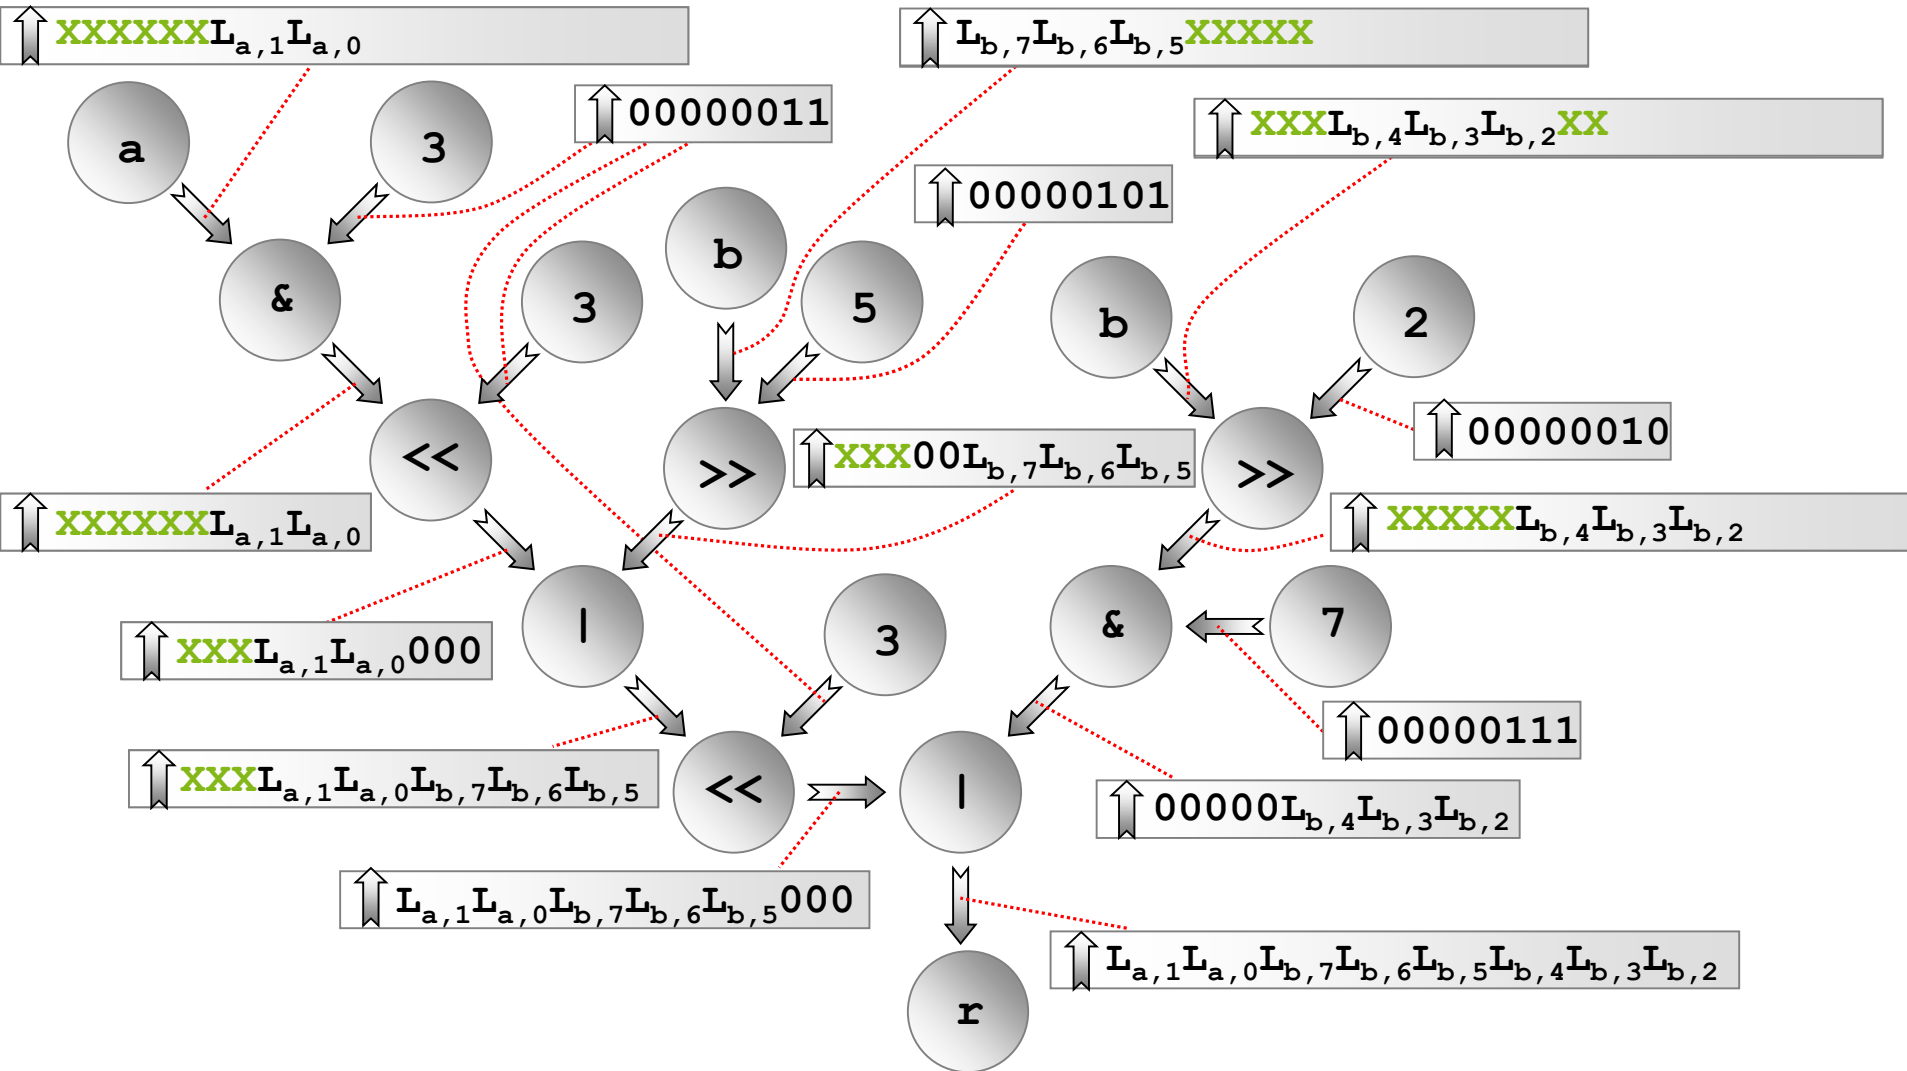 XXXXXXLa,1La,0
Lb,7Lb,6Lb,5XXXXX
00000011
XXXLb,4Lb,3Lb,2XX
a
3
00000101
b
&
3
5
b
2
00000010
<<
>>
XXX00Lb,7Lb,6Lb,5
>>
XXXXXXLa,1La,0
XXXXXLb,4Lb,3Lb,2
|
3
&
7
XXXLa,1La,0000
00000111
XXXLa,1La,0Lb,7Lb,6Lb,5
<<
|
00000Lb,4Lb,3Lb,2
La,1La,0Lb,7Lb,6Lb,5000
La,1La,0Lb,7Lb,6Lb,5Lb,4Lb,3Lb,2
r